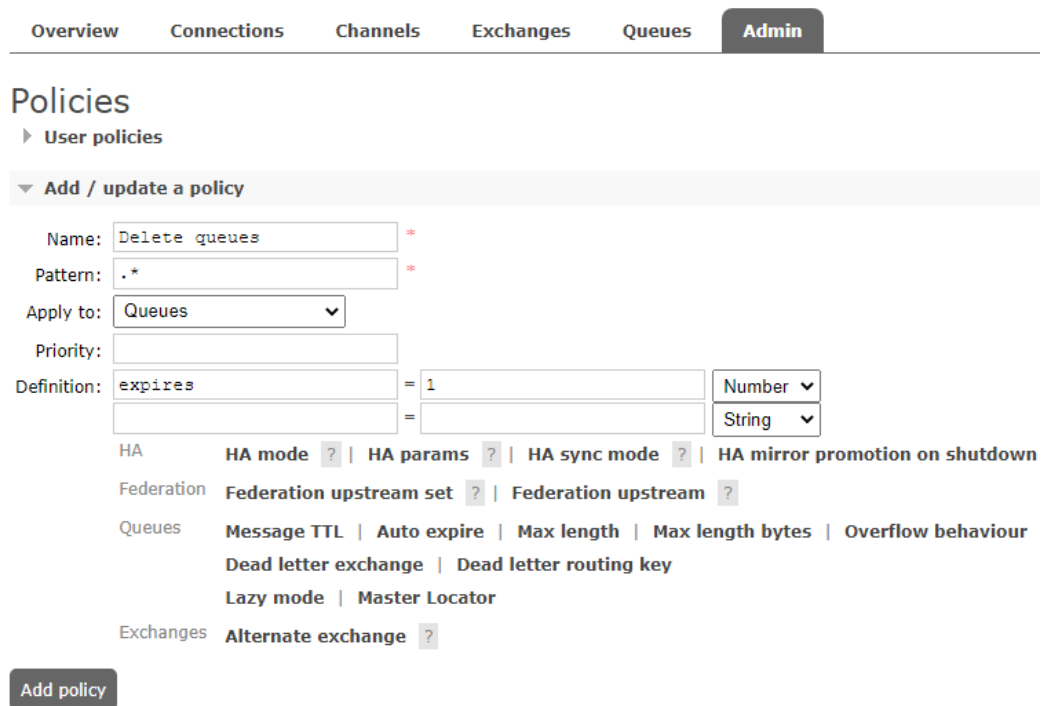 Overview Connections Channels Exchanges Queues Admin
Policies
User policies
Add / update a policy
Name: Delete queues *
Pattern: .* *
Apply to: Queues
Priority:
Definition: expires = 1 Number
= String
HA HA mode ? | HA params ? | HA sync mode ? | HA mirror promotion on shutdown
Federation Federation upstream set ? | Federation upstream ?
Queues Message TTL | Auto expire | Max length | Max length bytes | Overflow behaviour
Dead letter exchange | Dead letter routing key
Lazy mode | Master Locator
Exchanges Alternate exchange ?
Add policy